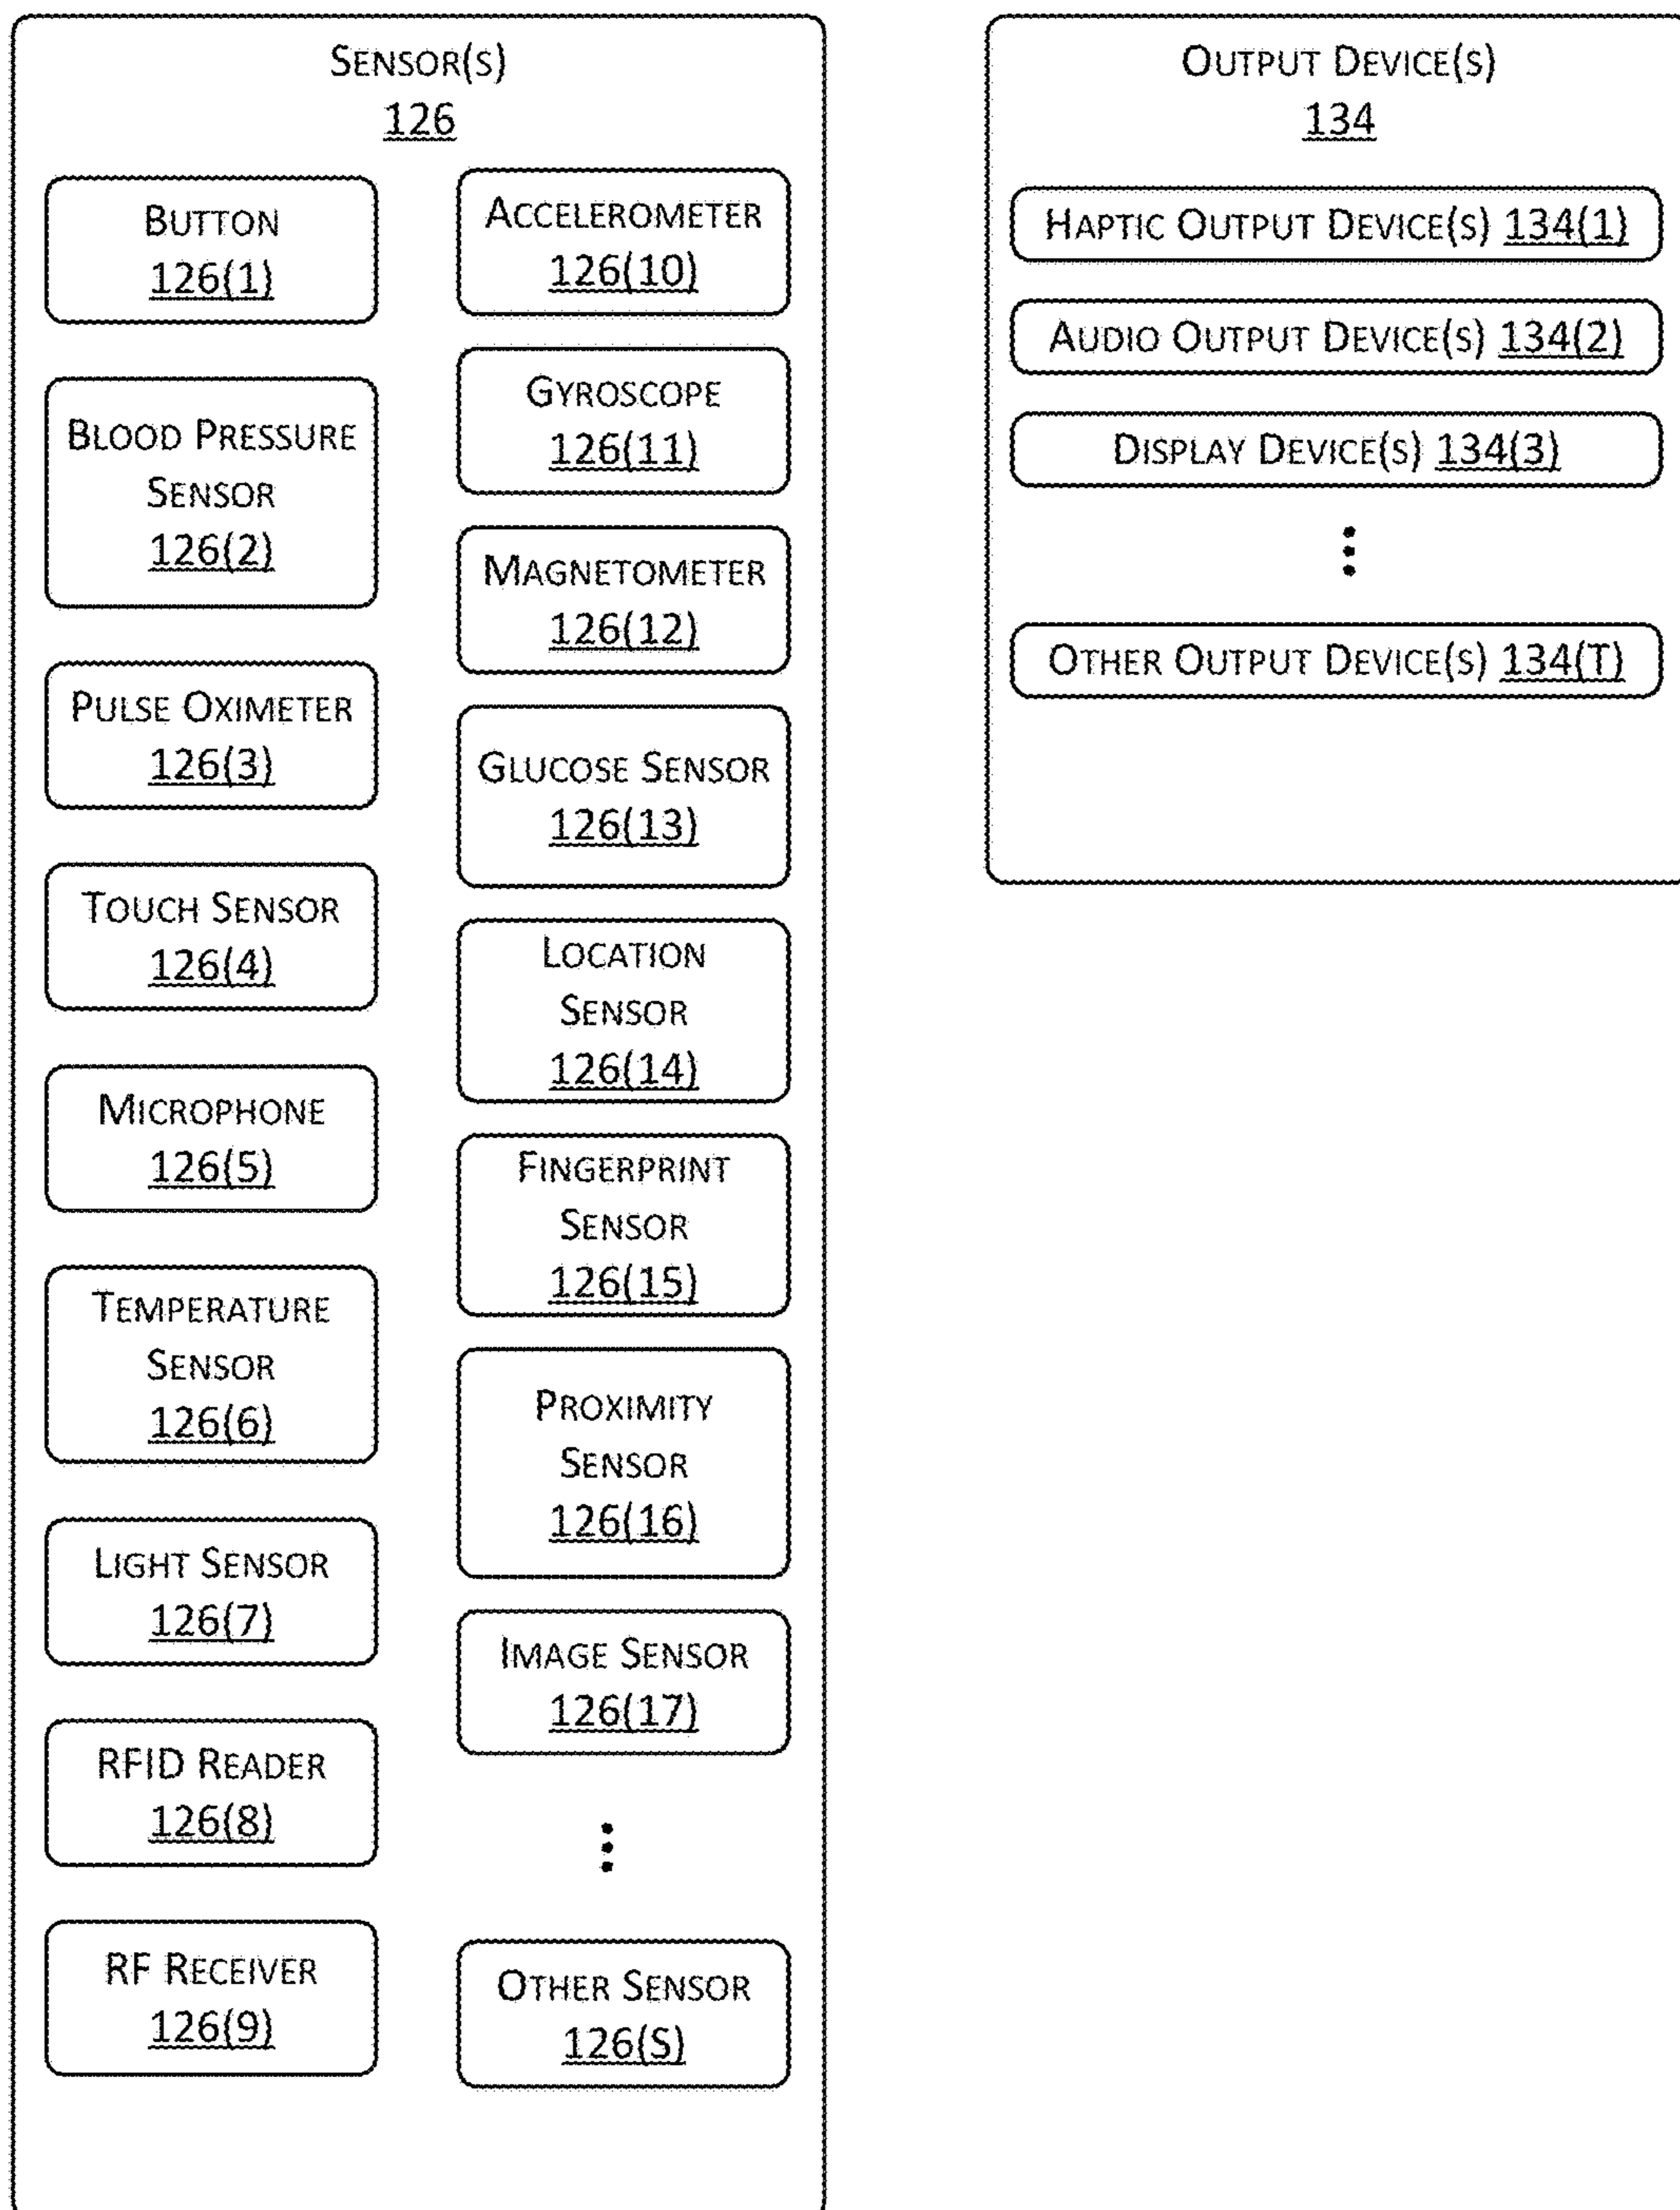 SENSOR(S)
126
BUTTON
126(1)
BLOOD PRESSURE
SENSOR
126(2)
PULSE OXIMETER
126(3)
TOUCH SENSOR
126(4)
MICROPHONE
126(5)
TEMPERATURE
SENSOR
126(6)
LIGHT SENSOR
126(7)
RFID READER
126(8)
RF RECEIVER
126(9)
ACCELEROMETER
126(10)
GYROSCOPE
126(11)
MAGNETOMETER
126(12)
GLUCOSE SENSOR
126(13)
LOCATION
SENSOR
126(14)
FINGERPRINT
SENSOR
126(15)
PROXIMITY
SENSOR
126(16)
IMAGE SENSOR
126(17)
OTHER SENSOR
126(S)
OUTPUT DEVICE(S)
134
HAPTIC OUTPUT DEVICE(S) 134(1)
AUDIO OUTPUT DEVICE(S) 134(2)
DISPLAY DEVICE(S) 134(3)
OTHER OUTPUT DEVICE(S) 134(T)